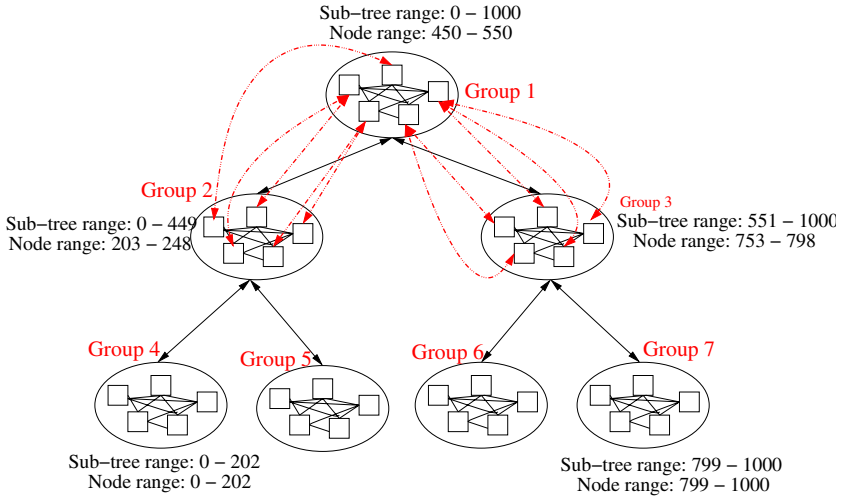 Sub-tree range: 0 – 1000
Node range: 450 – 550
Group 1
Group 2
Group 3
Sub-tree range: 0 – 449
Node range: 203 – 248
Sub-tree range: 551 – 1000
Node range: 753 – 798
Group 4
Group 5
Group 6
Group 7
Sub-tree range: 0 – 202
Node range: 0 – 202
Sub-tree range: 799 – 1000
Node range: 799 – 1000